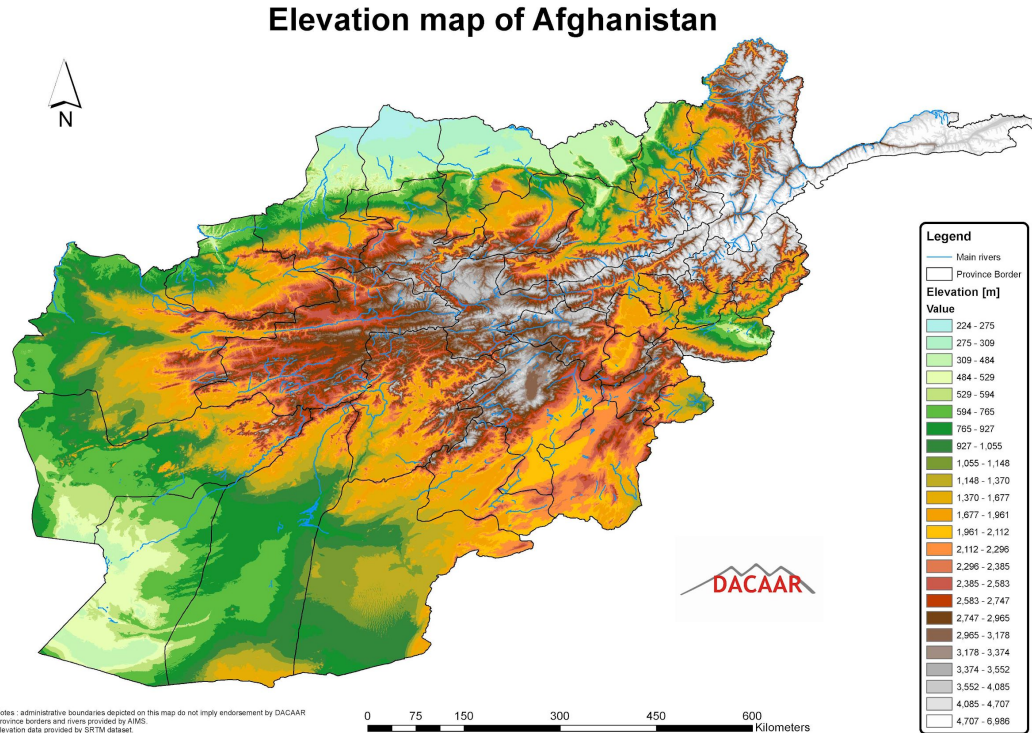 Elevation map of Afghanistan
N
Legend
Main rivers
Province Border
Elevation [m]
Value
224 - 275
275 - 309
309 - 484
484 - 529
529 - 594
594 - 765
765 - 927
927 - 1,055
1,055 - 1,148
1,148 - 1,370
1,370 - 1,677
1,677 - 1,961
1,961 - 2,112
2,112 - 2,296
2,296 - 2,385
2,385 - 2,583
2,583 - 2,747
2,747 - 2,965
2,965 - 3,178
3,178 - 3,374
3,374 - 3,552
3,552 - 4,085
4,085 - 4,707
4,707 - 6,986
DACAAR
otes : administrative boundaries depicted on this map do not imply endorsement by DACAAR
rovince borders and rivers provided by AIMS.
levation data provided by SRTM dataset.
0 75 150 300 450 600
Kilometers